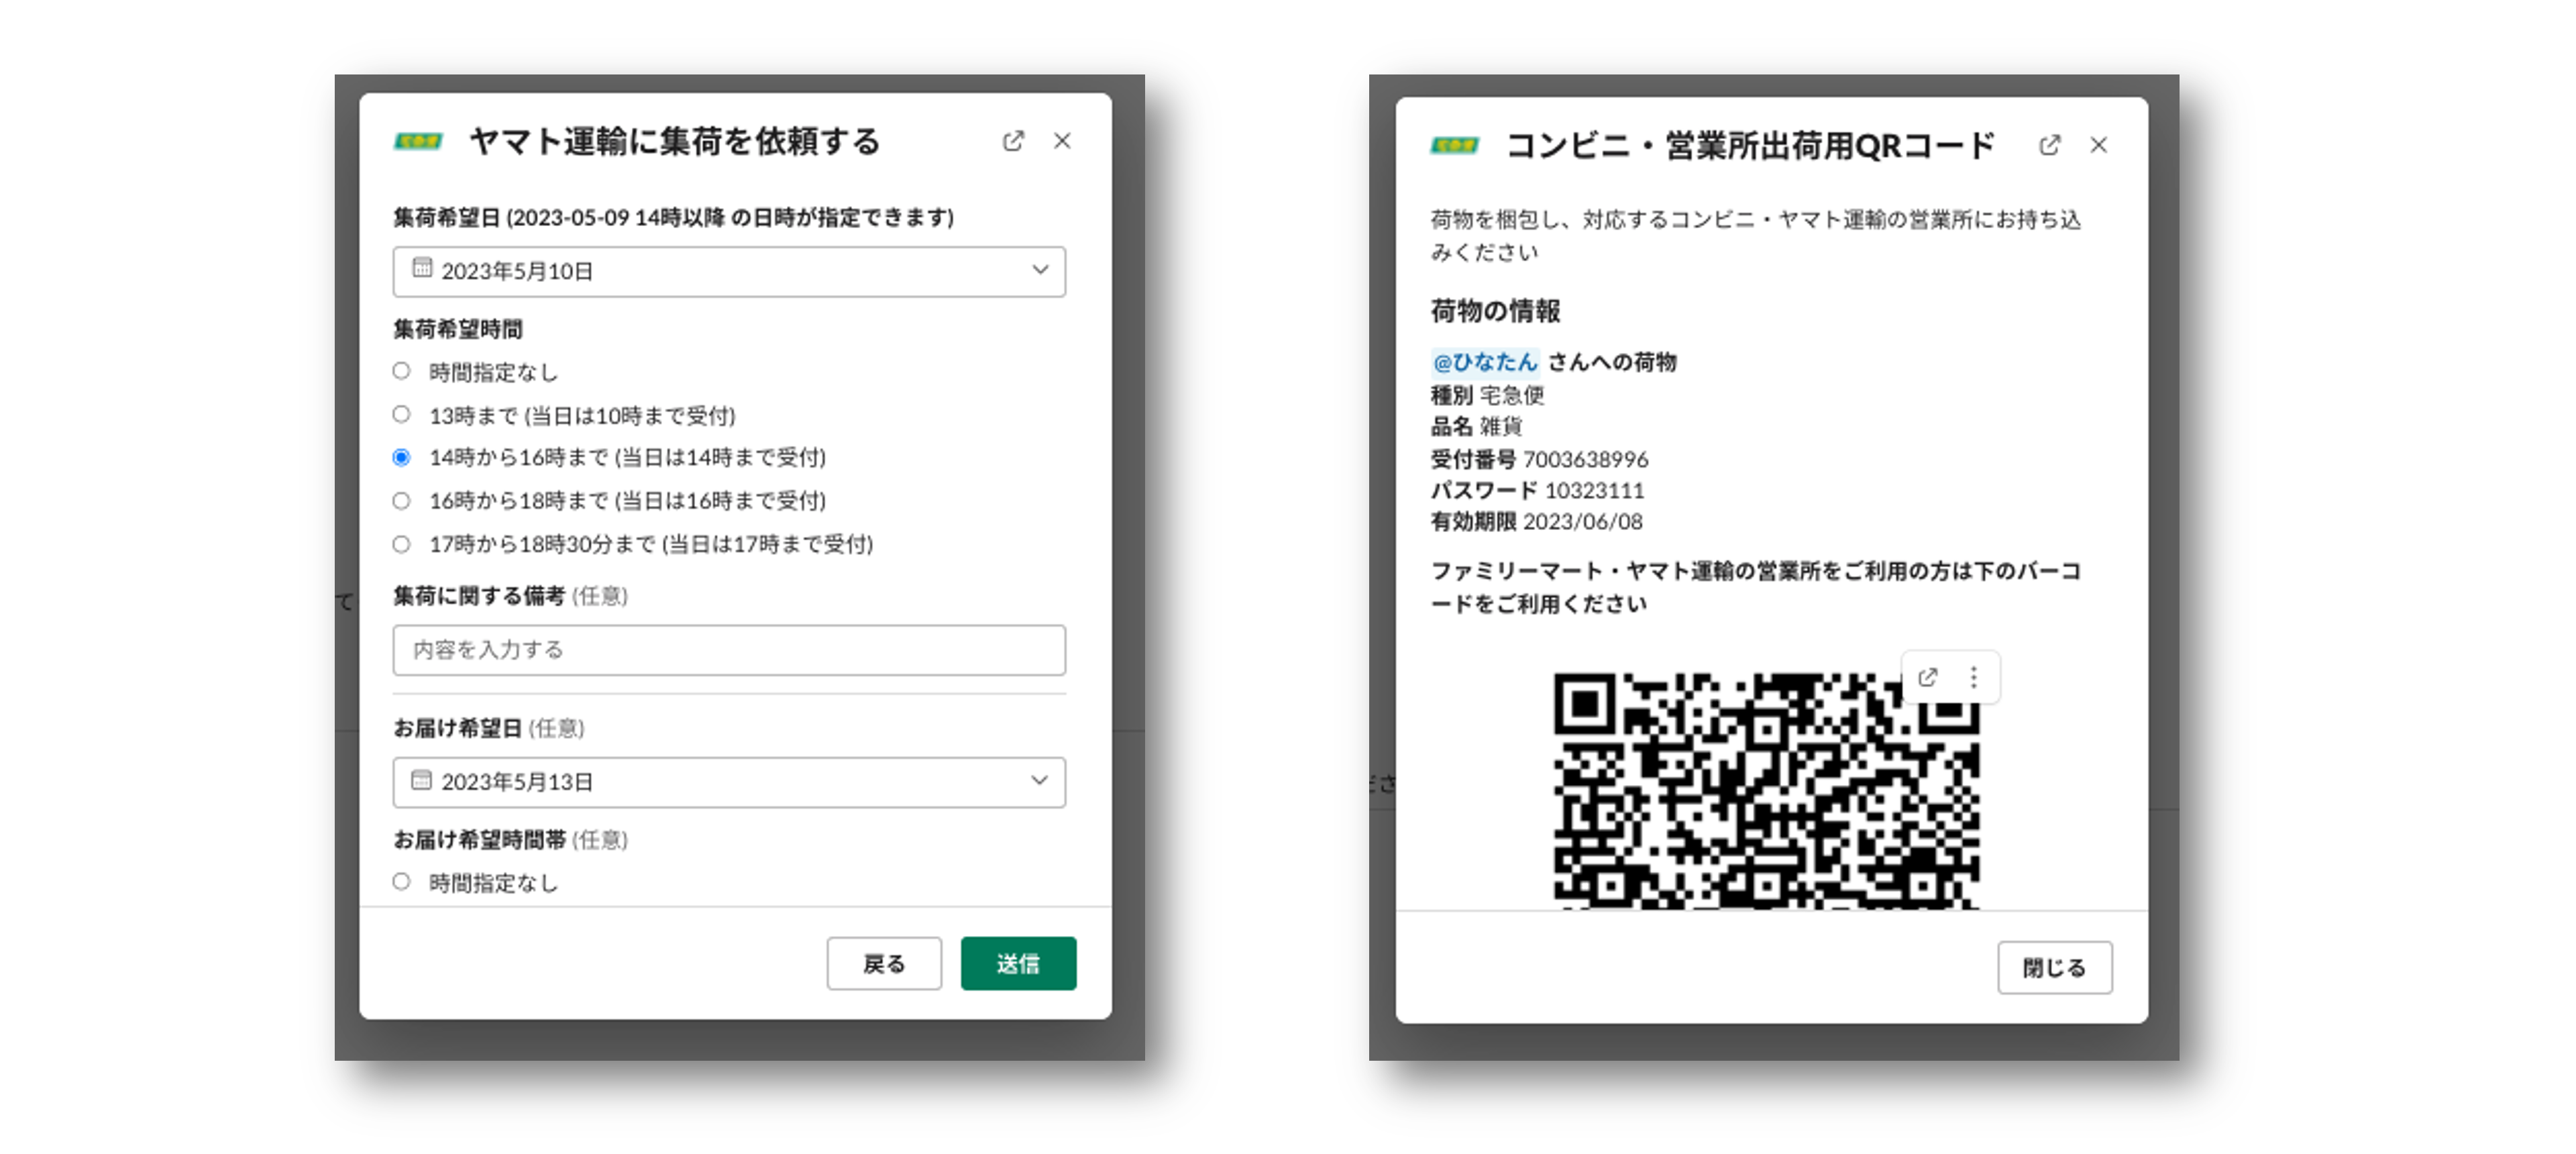 ヤマト運輸に集荷を依頼する
集荷希望日 (2023-05-09 14時以降 の日時が指定できます)
2023年5月10日
集荷希望時間
時間指定なし
13時まで (当日は10時まで受付)
14時から16時まで (当日は14時まで受付)
16時から18時まで (当日は16時まで受付)
17時から18時30分まで (当日は17時まで受付)
集荷に関する備考 (任意)
内容を入力する
お届け希望日 (任意)
2023年5月13日
お届け希望時間帯 (任意)
時間指定なし
戻る
送信
て
コンビニ・営業所出荷用QRコード
荷物を梱包し、対応するコンビニ・ヤマト運輸の営業所にお持ち込
みください
荷物の情報
@ひなたん さんへの荷物
種別 宅急便
品名 雑貨
受付番号 7003638996
パスワード 10323111
有効期限 2023/06/08
ファミリーマート・ヤマト運輸の営業所をご利用の方は下のバーコ
ードをご利用ください
閉じる